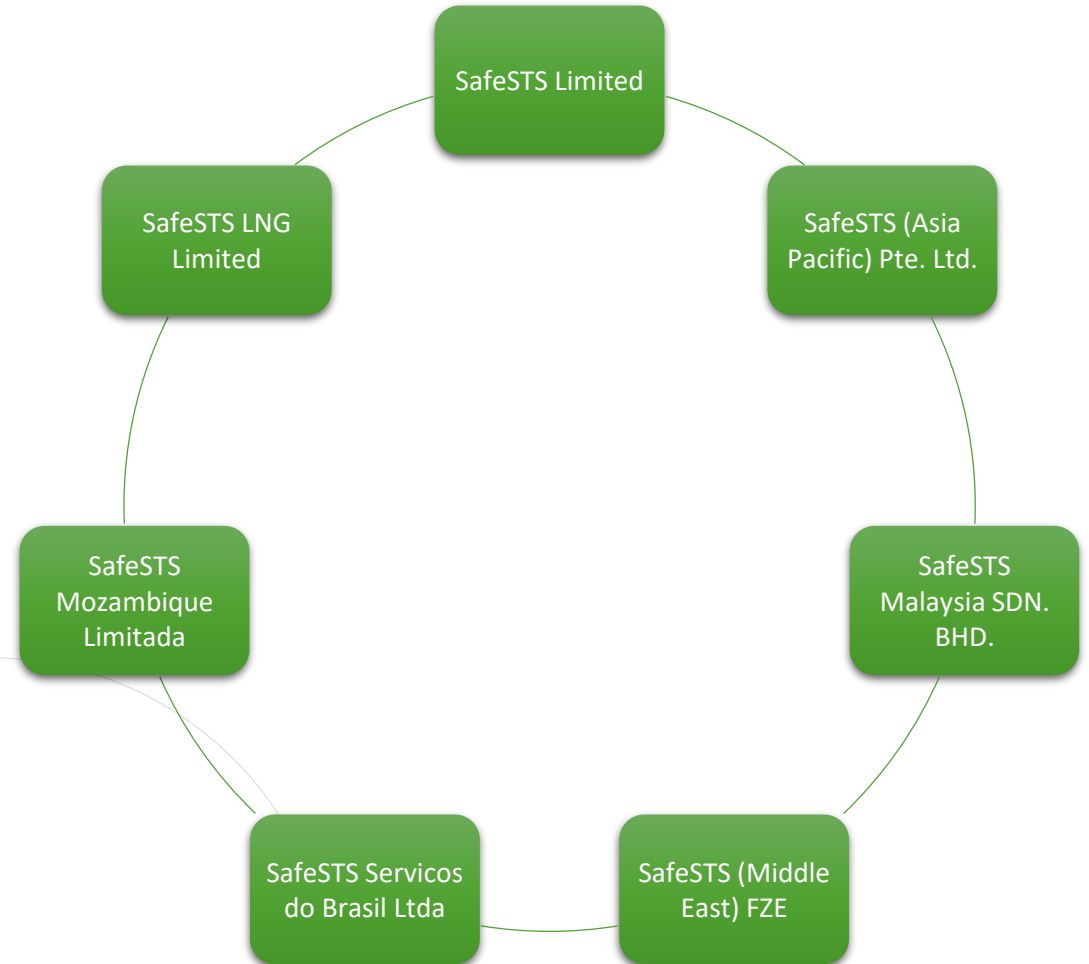 SafeSTS Limited
SafeSTS (Asia
Pacific) Pte. Ltd.
SafeSTS
Malaysia SDN.
BHD.
SafeSTS (Middle
East) FZE
SafeSTS Servicos
do Brasil Ltda
SafeSTS
Mozambique
Limitada
SafeSTS LNG
Limited